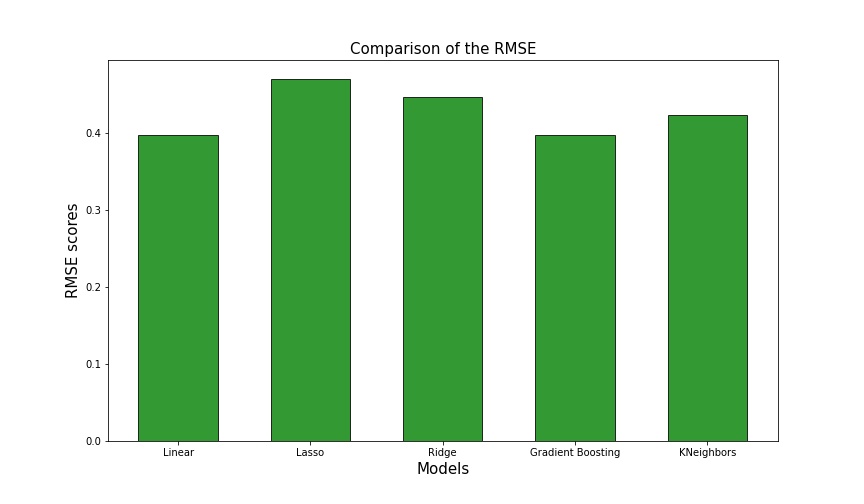 Comparison of the RMSE
RMSE scores
0.4
0.3
0.2
0.1
0.0
Linear Lasso Ridge Gradient Boosting KNeighbors
Models